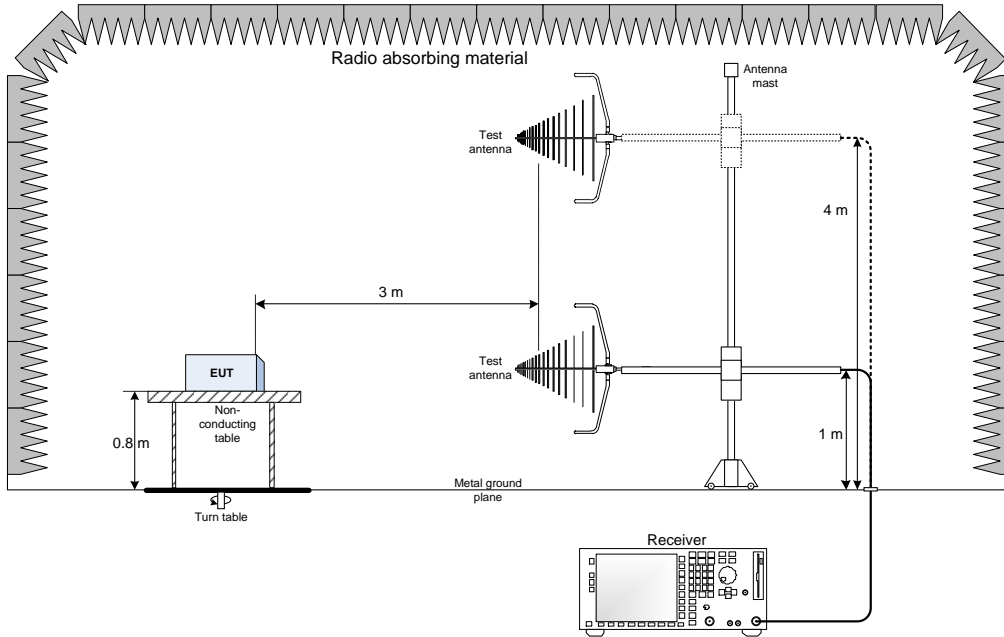 Radio absorbing material
Antenna
mast
Test
antenna
4 m
3 m
Test
antenna
EUT
Non-
conducting
table
0.8 m
1 m
Metal ground
plane
Turn table
Receiver